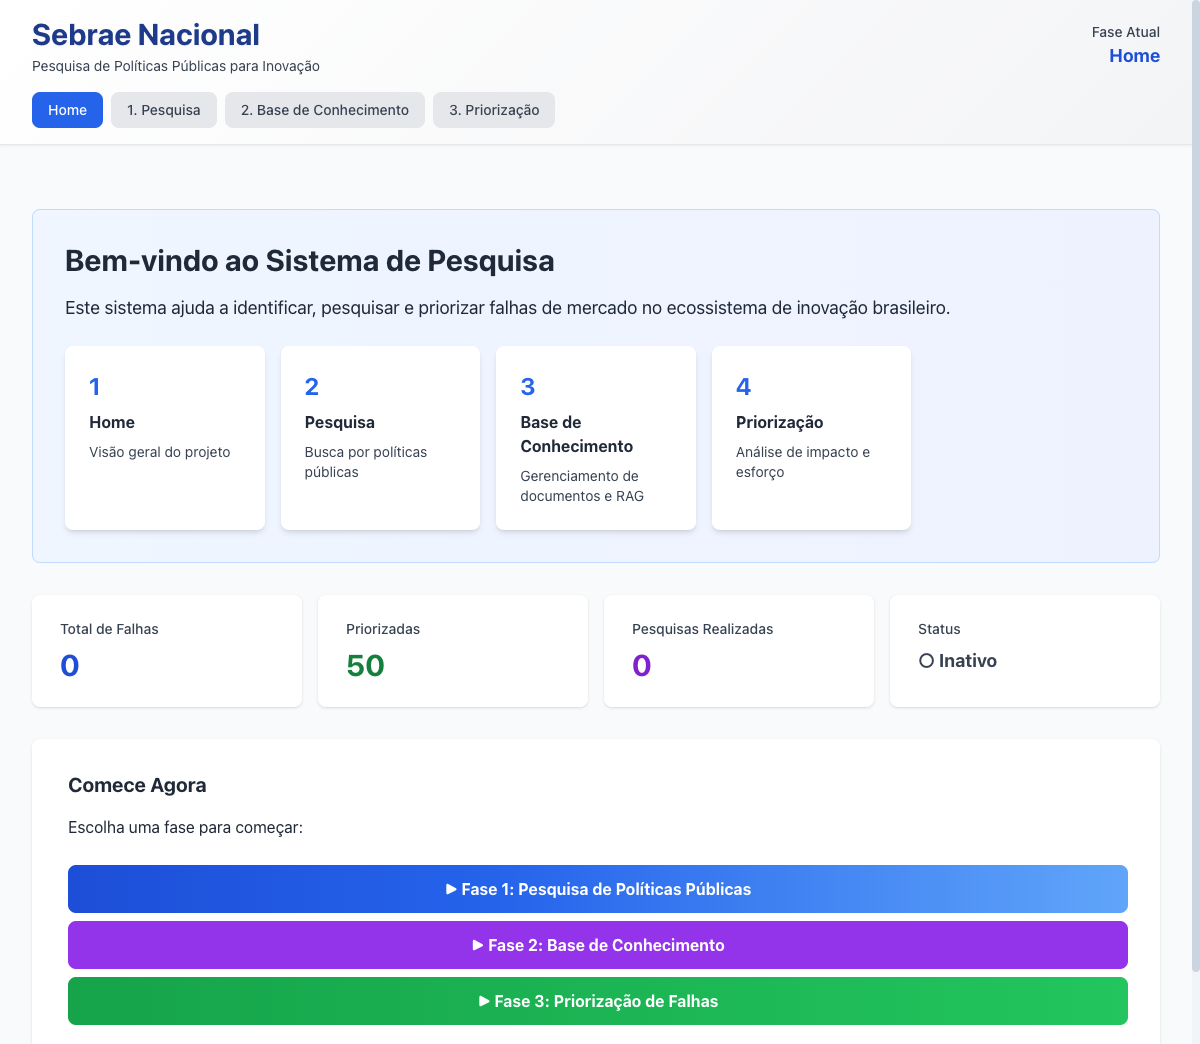 Sebrae Nacional
Pesquisa de Políticas Públicas para Inovação
Fase Atual
Home
Home
1. Pesquisa
2. Base de Conhecimento
3. Priorização
Bem-vindo ao Sistema de Pesquisa
Este sistema ajuda a identificar, pesquisar e priorizar falhas de mercado no ecossistema de inovação brasileiro.
1
Home
Visão geral do projeto
2
Pesquisa
Busca por políticas
públicas
3
Base de
Conhecimento
Gerenciamento de
documentos e RAG
4
Priorização
Análise de impacto e
esforço
Total de Falhas
0
Priorizadas
50
Pesquisas Realizadas
0
Status
Inativo
Comece Agora
Escolha uma fase para começar:
Fase 1: Pesquisa de Políticas Públicas
Fase 2: Base de Conhecimento
Fase 3: Priorização de Falhas